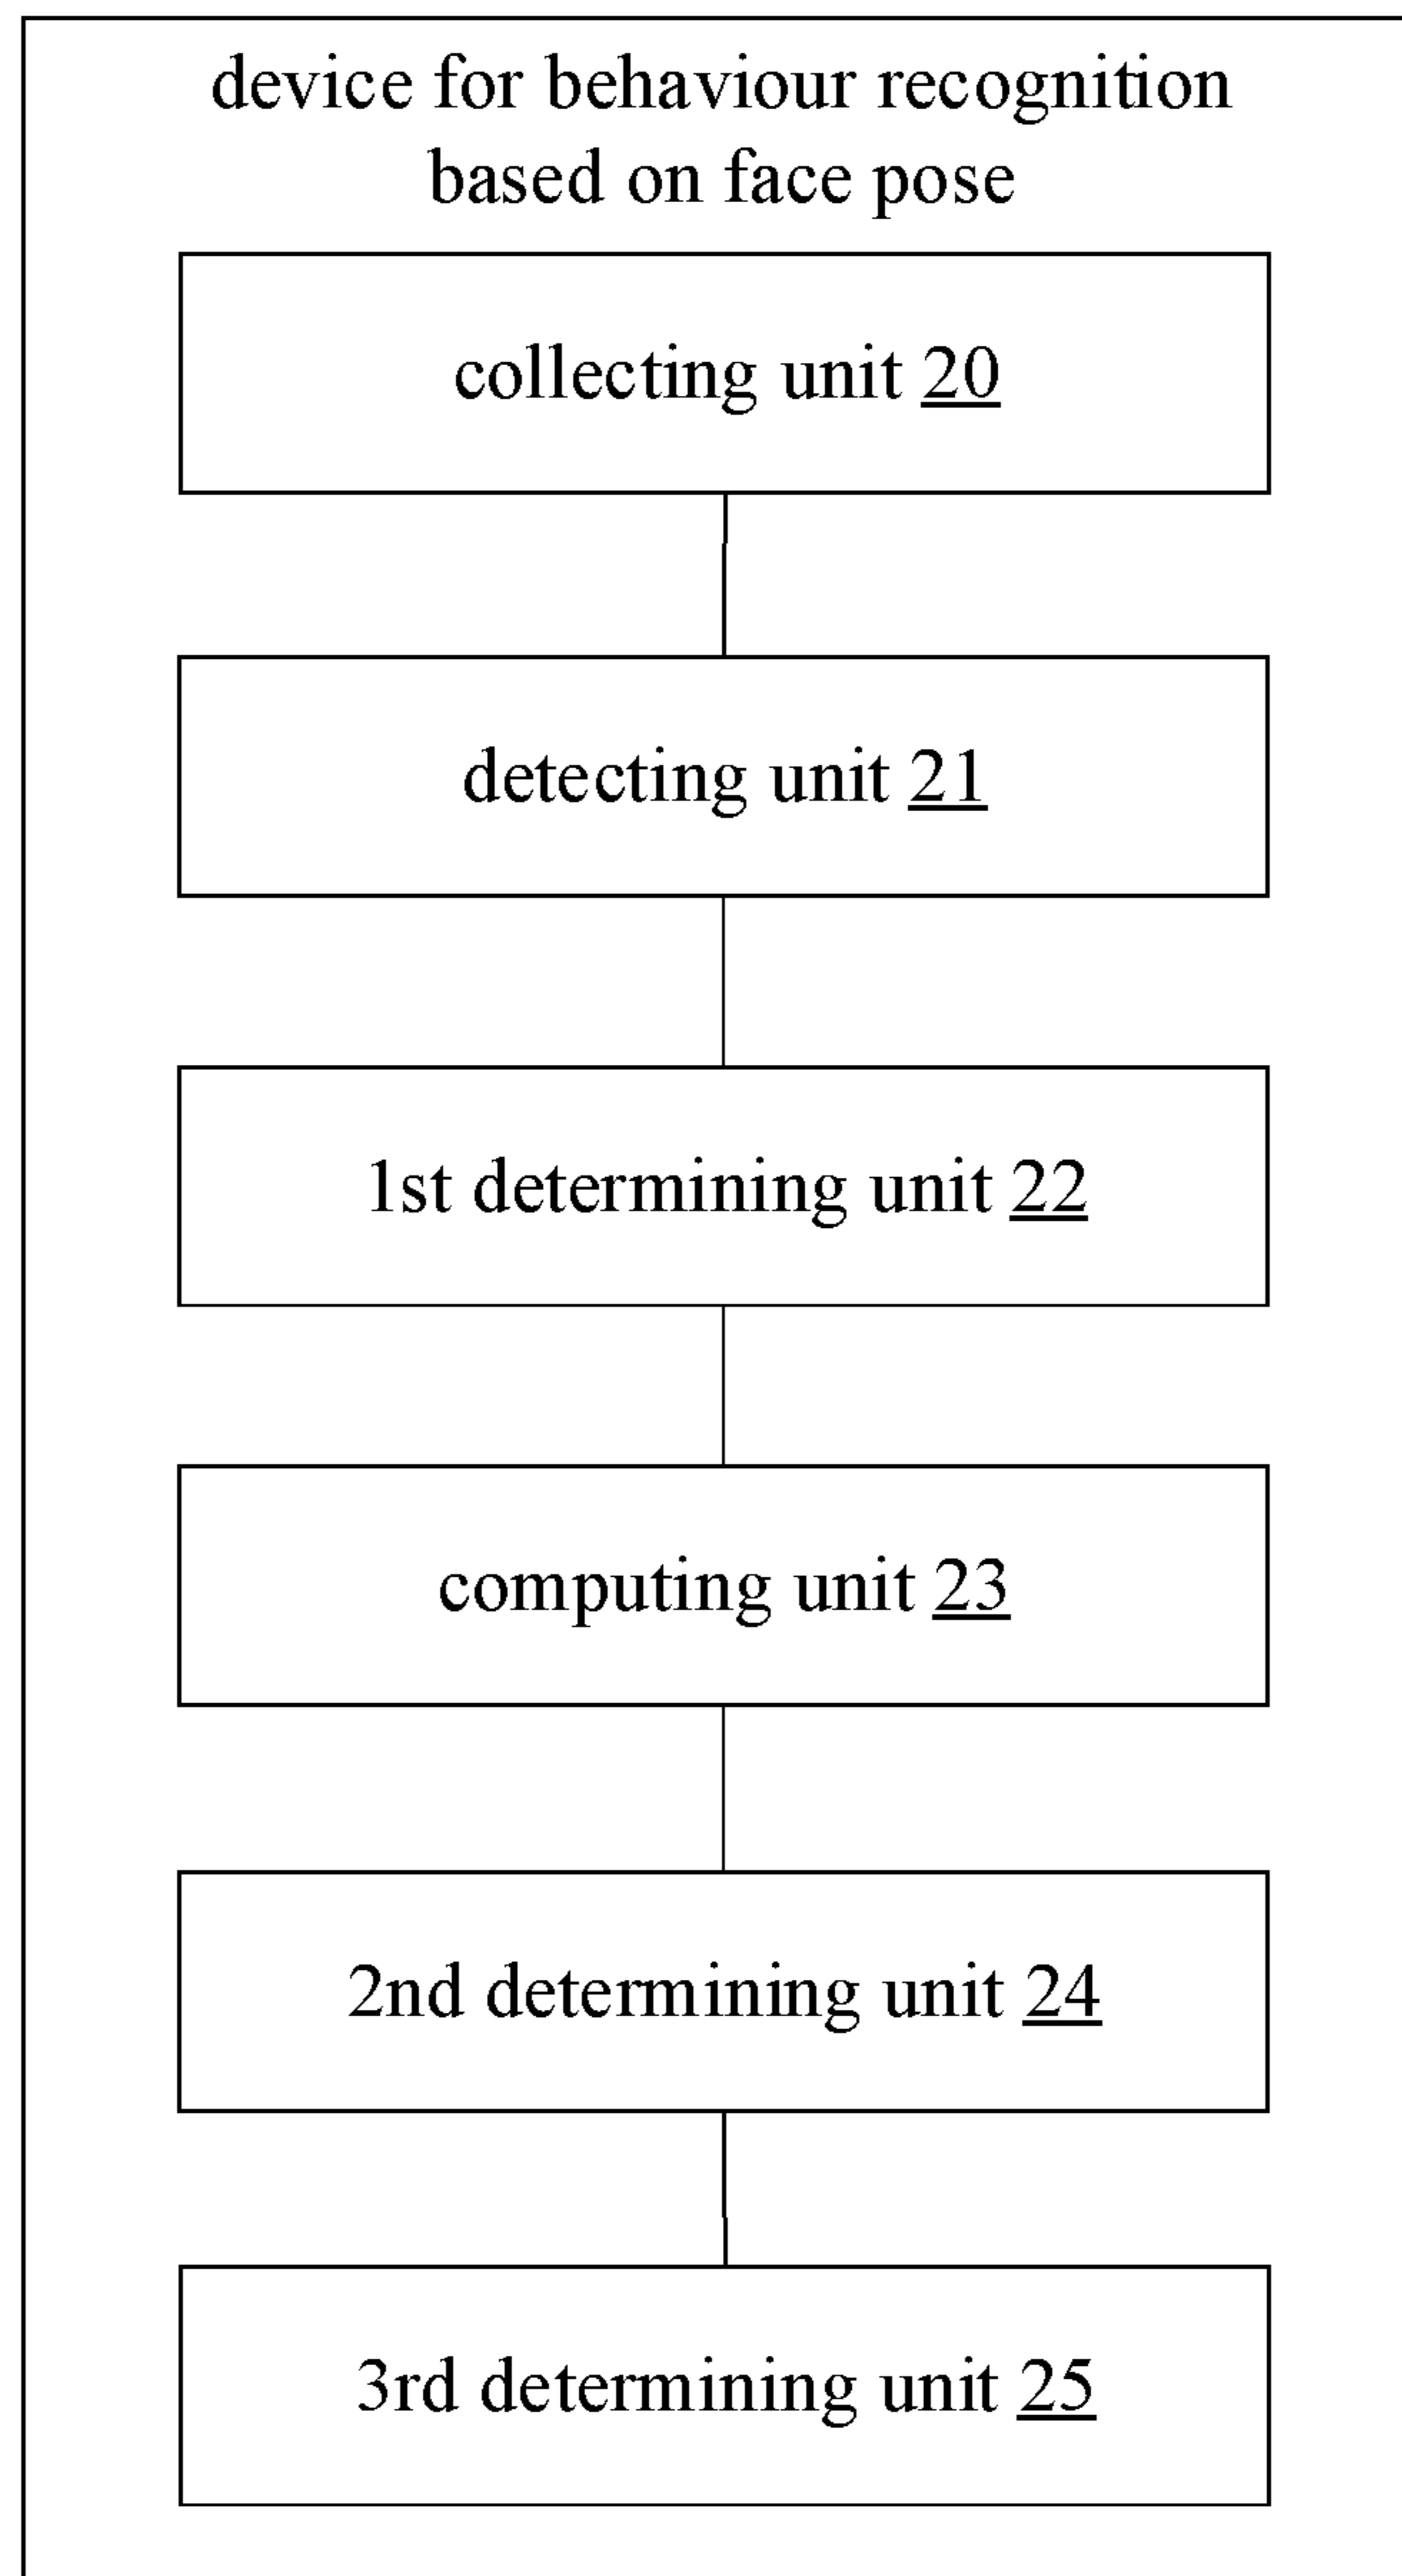 device for behaviour recognition
based on face pose
collecting unit 20
detecting unit 21
1st determining unit 22
computing unit 23
2nd determining unit 24
3rd determining unit 25